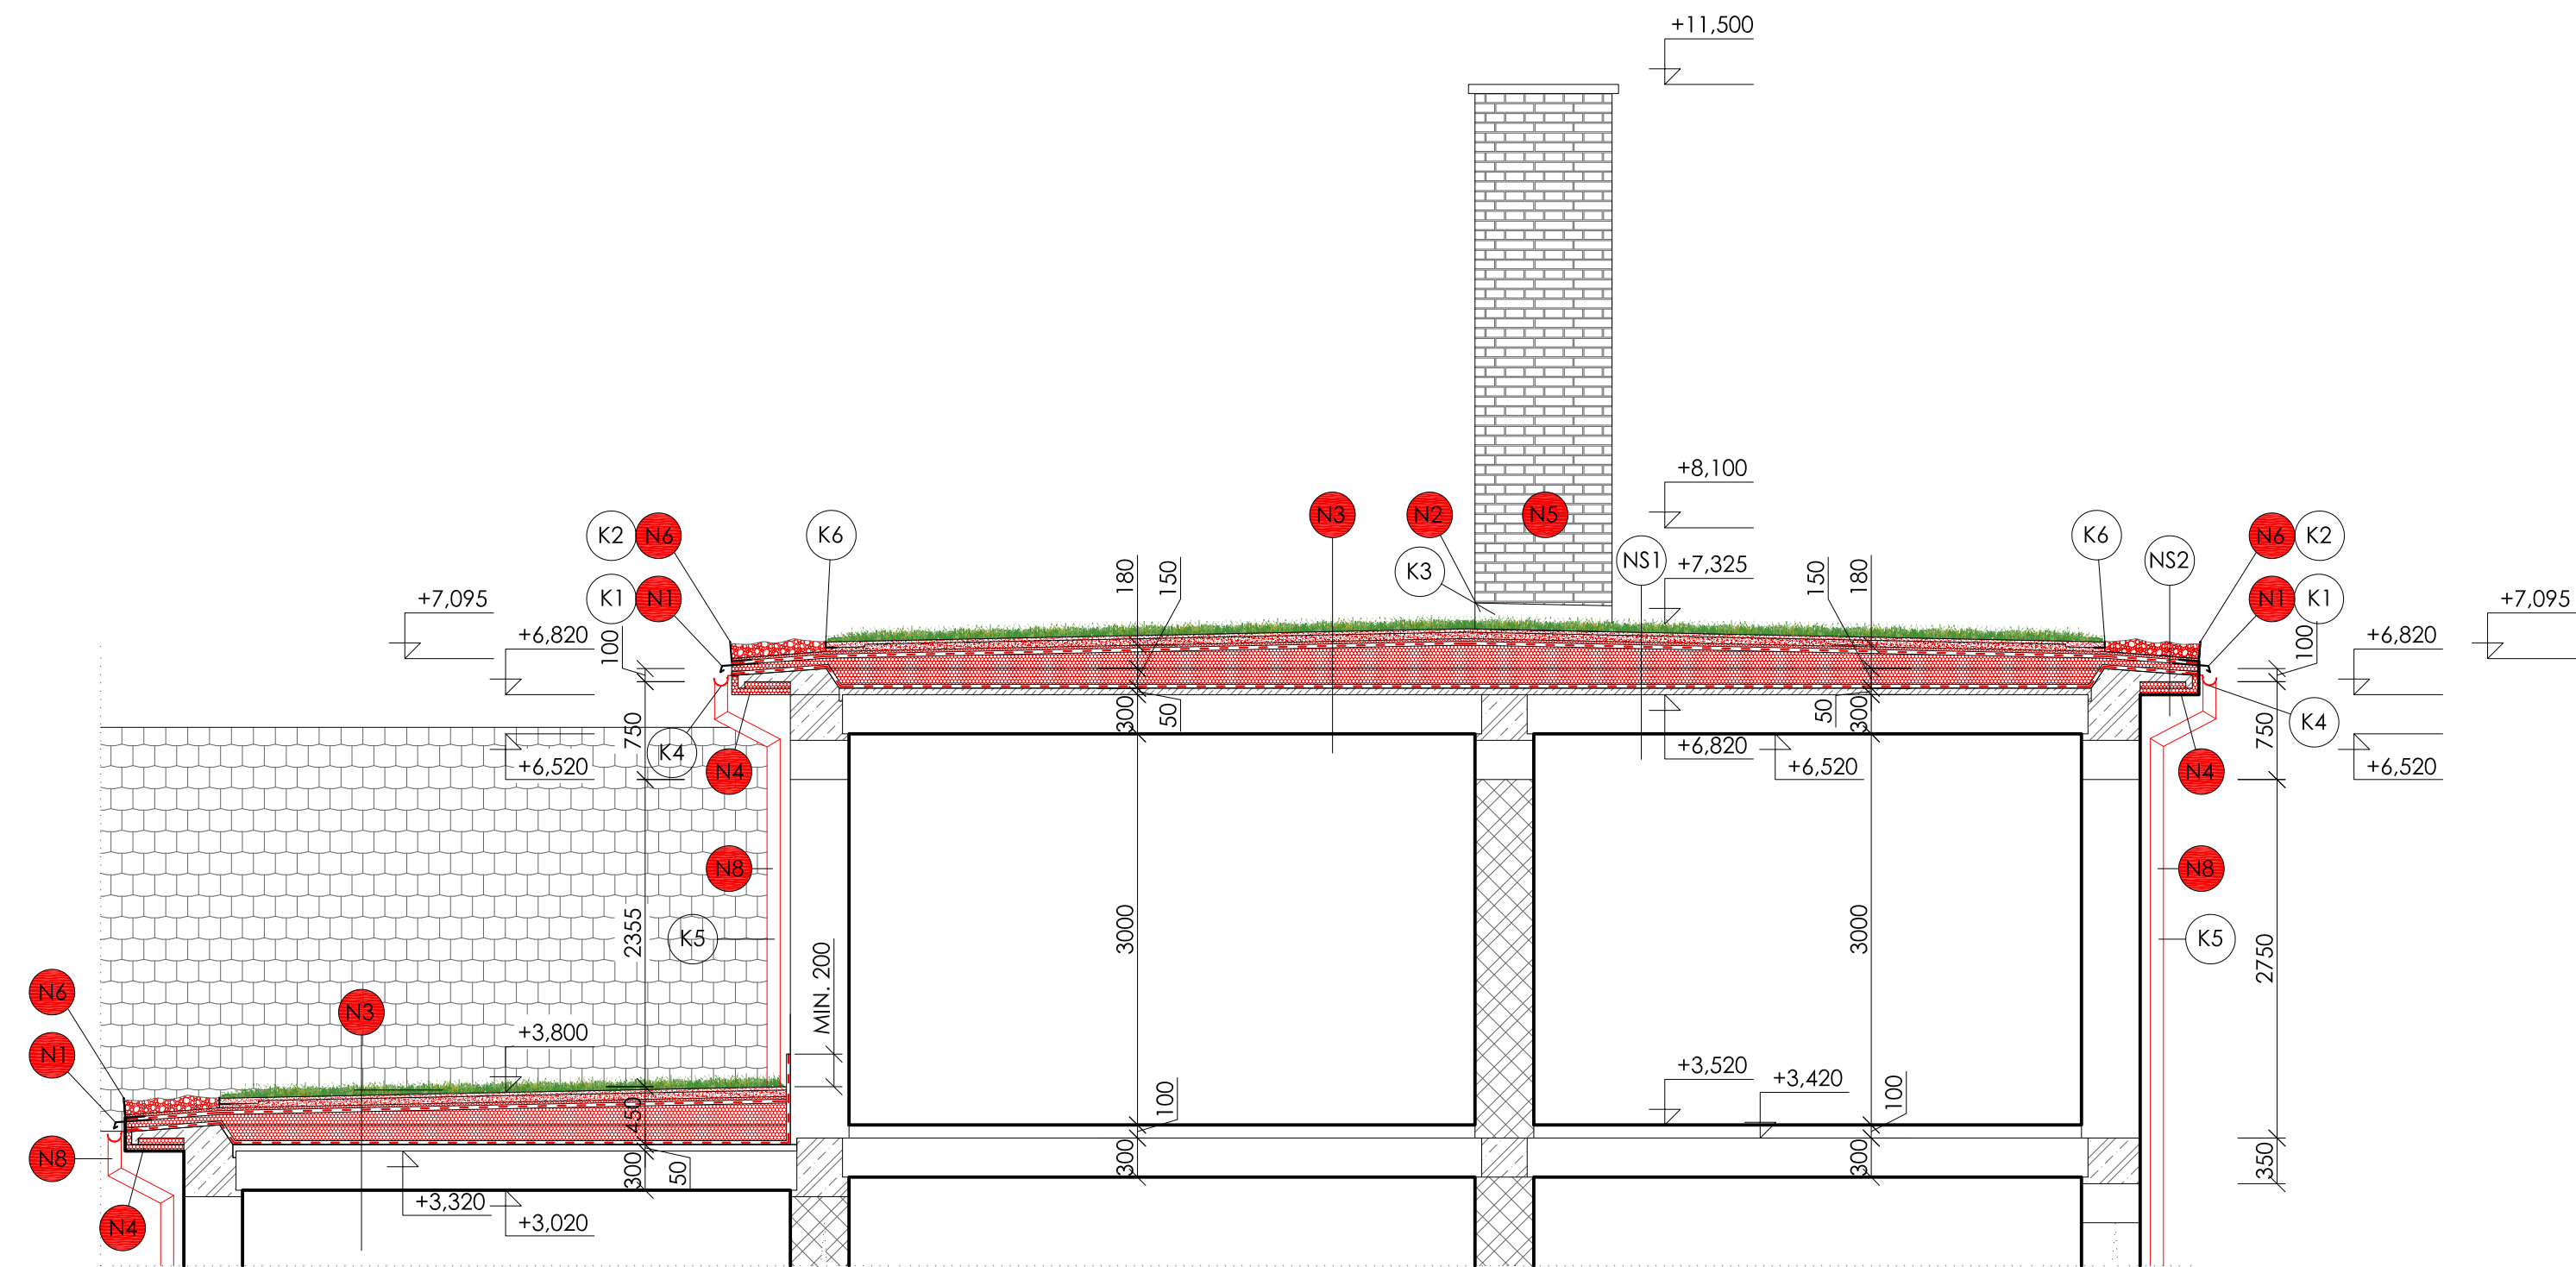 +11,500
+8,100
N3
N2
N5
K2
N6
K6
K6
NS2
N6
K2
K3
NS1
+7,325
180
150
150
180
+7,095
K1
N1
N1
K1
+7,095
+6,820
100
100
+6,820
750
K4
300
50
50
300
K4
750
+6,520
N4
+6,820
+6,520
N4
+6,520
N8
N8
2355
K5
3000
3000
K5
2750
MIN. 200
N6
N3
+3,800
N1
+3,520
+3,420
100
100
450
N8
300
50
300
300
350
+3,320
+3,020
N4